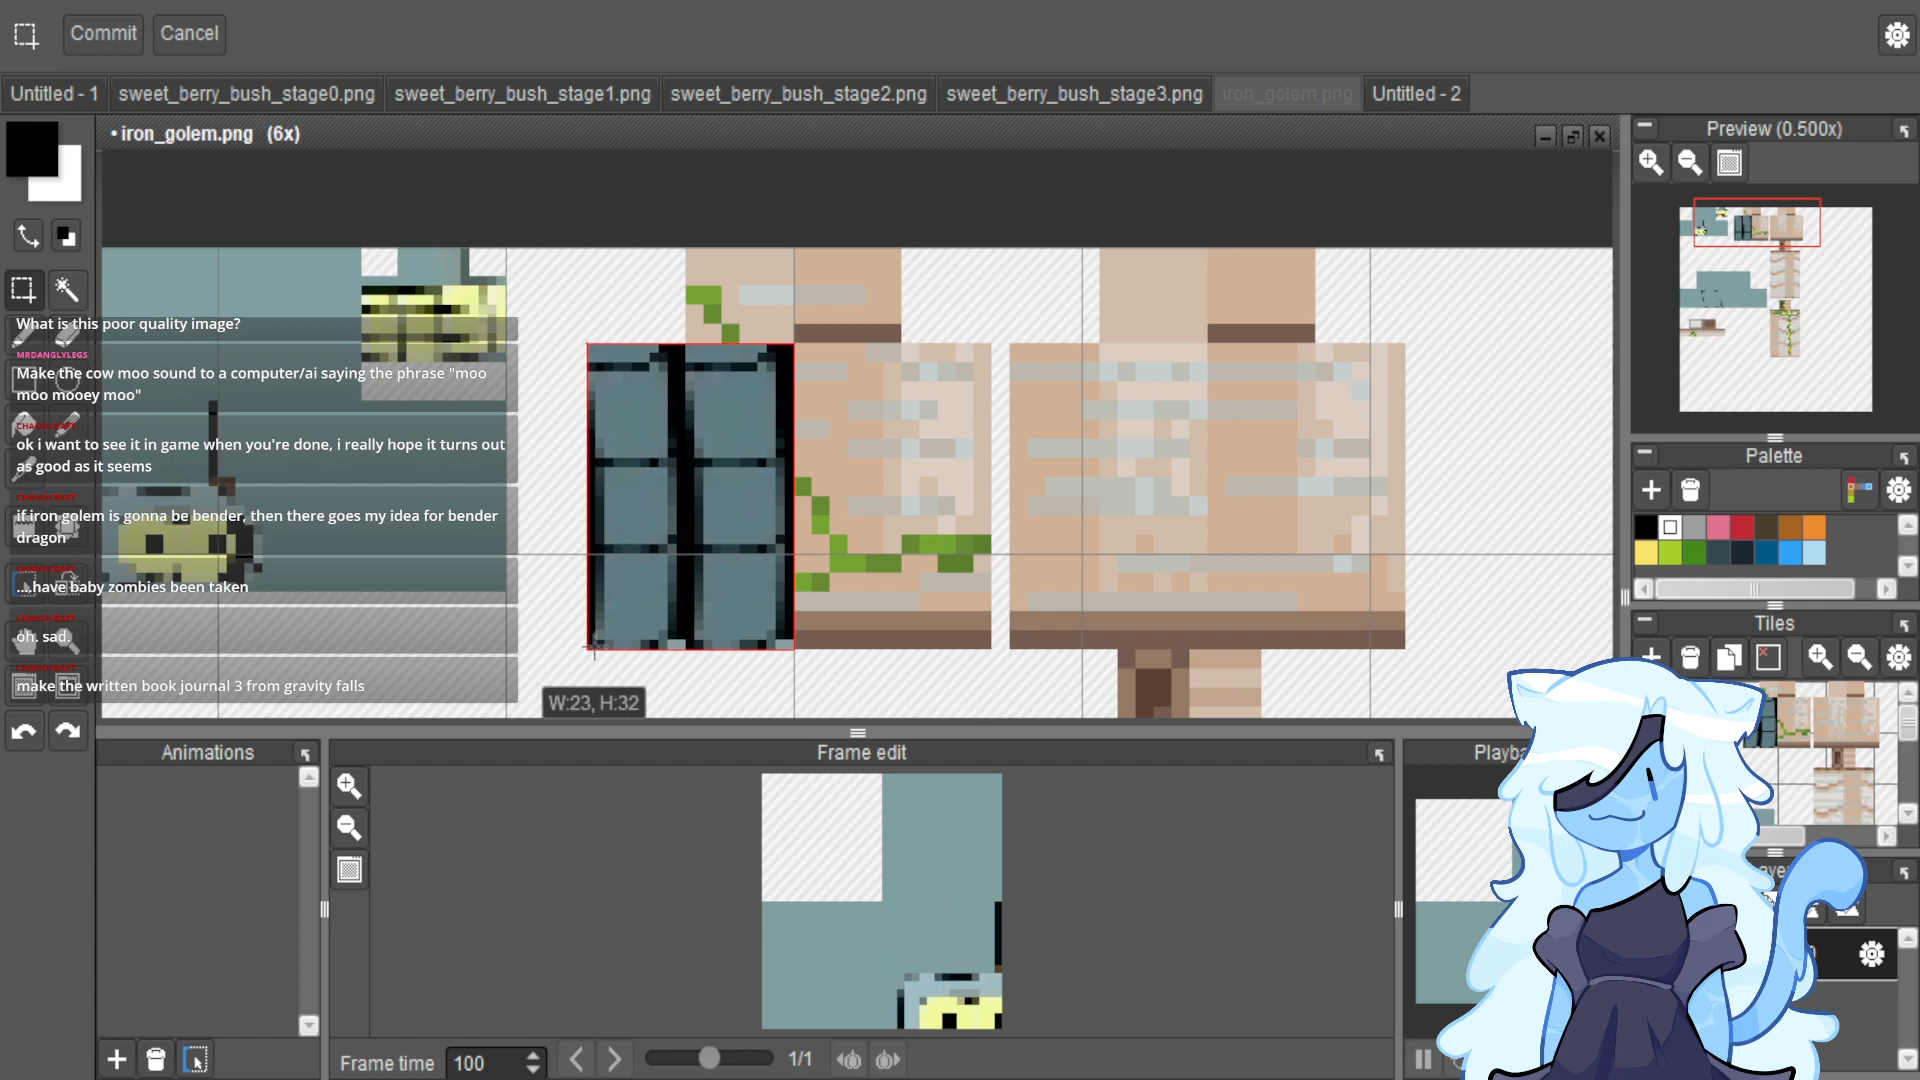 Commit Cancel
Untitled - 1 sweet_berry_bush_stage0.png sweet_berry_bush_stage1.png sweet_berry_bush_stage2.png sweet_berry_bush_stage3.png iron_golem.png Untitled - 2
• iron_golem.png (6x)
Preview (0.500x)
What is this poor quality image?
MRDANGLYLEGS
Make the cow moo sound to a computer/ai saying the phrase "moo
moo mooey moo"
ok i want to see it in game when you're done, i really hope it turns out
as good as it seems
if iron golem is gonna be bender, then there goes my idea for bender
dragon
....have baby zombies been taken
oh. sad.
make the written book journal 3 from gravity falls
W:23, H:32
Palette
Tiles
Animations
Frame edit
Frame time 100
1/1